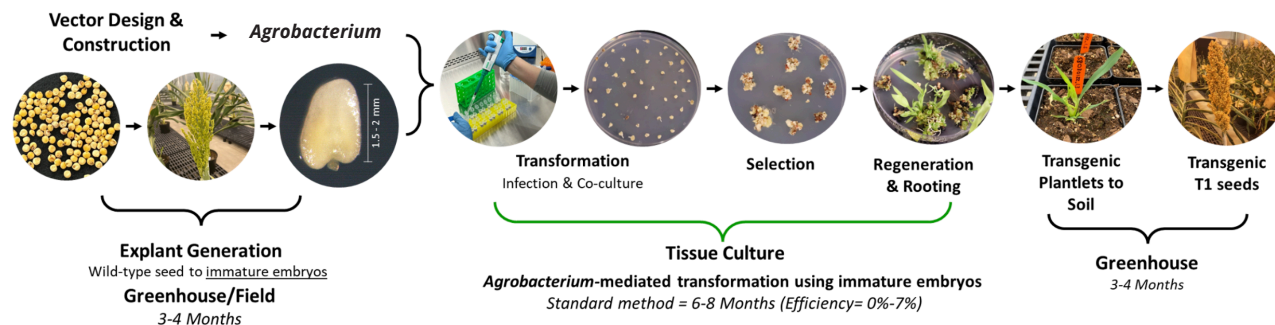 Vector Design &
Construction
Agrobacterium
1.5 - 2 mm
Transformation
Infection & Co-culture
Selection
Regeneration
& Rooting
Transgenic
Plantlets to
Soil
Transgenic
T1 seeds
Explant Generation
Wild-type seed to immature embryos
Greenhouse/Field
3-4 Months
Tissue Culture
Agrobacterium-mediated transformation using immature embryos
Standard method = 6-8 Months (Efficiency= 0%-7%)
Greenhouse
3-4 Months